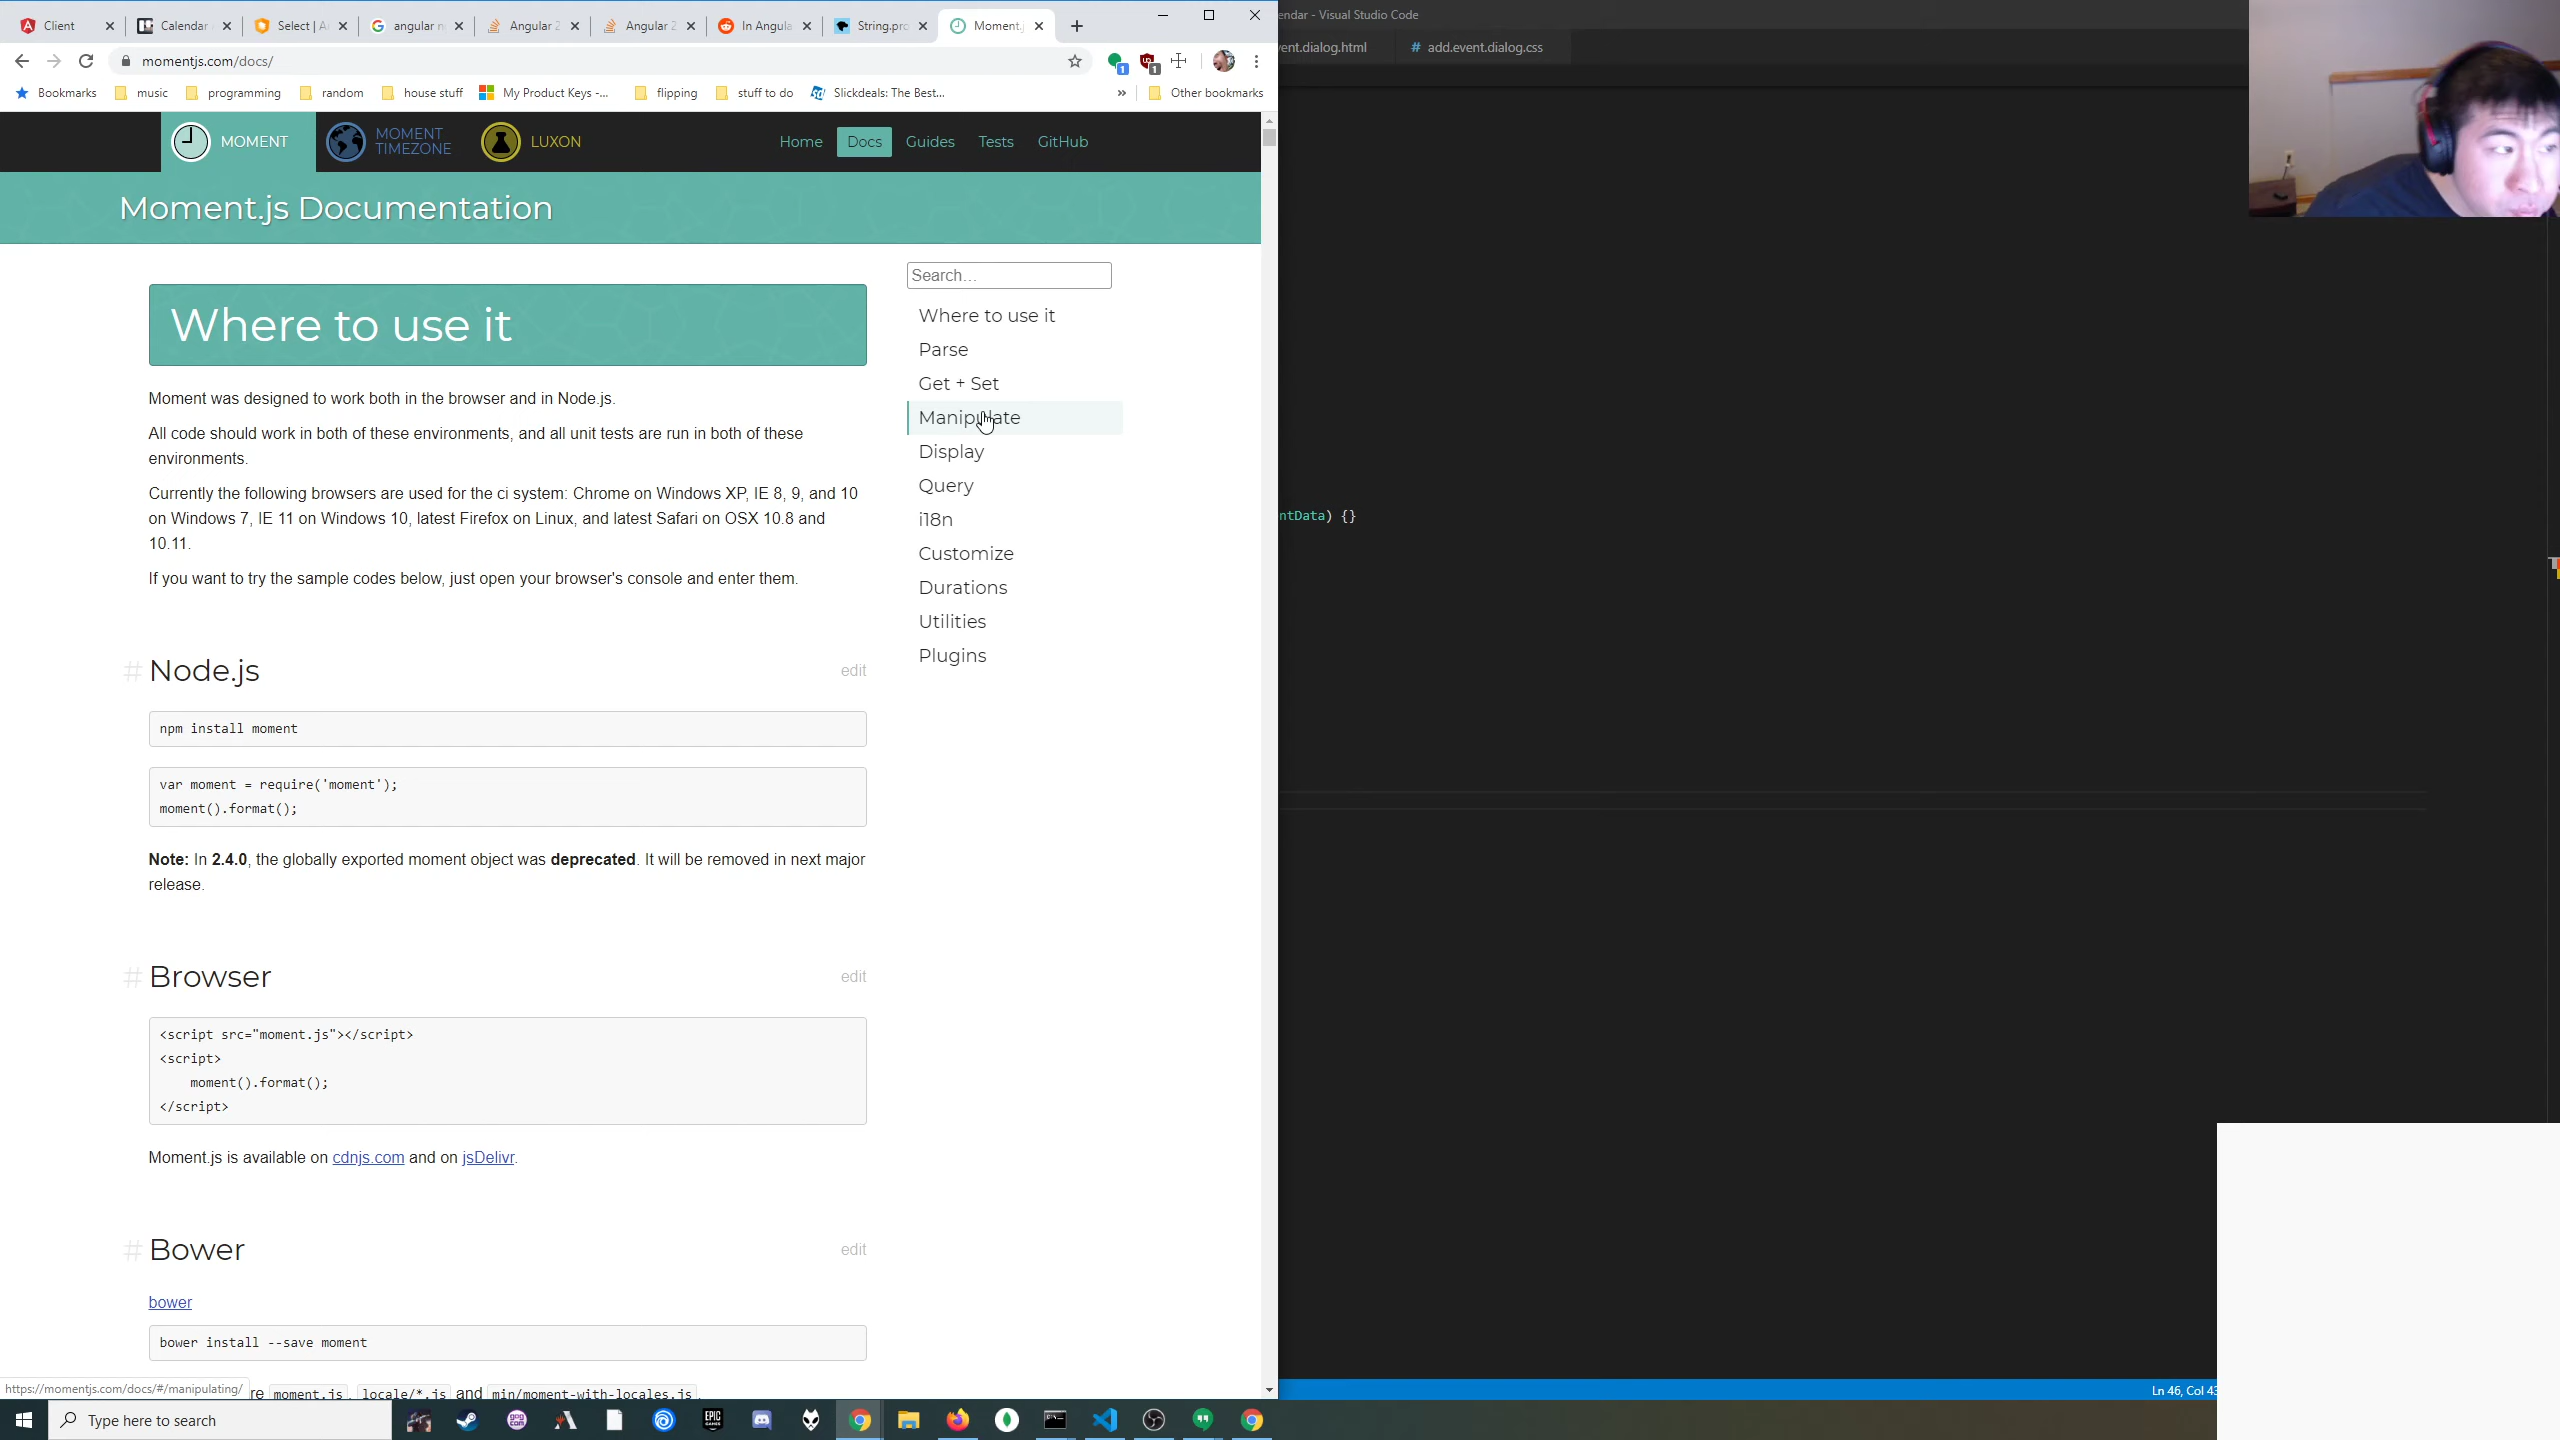 Client
Calendar
Select | A
angular n
Angular 2
Angular 2
In Angula
String.pro
Moment.j
endar - Visual Studio Code
vent.dialog.html
# add.event.dialog.css
momentjs.com/docs/
1
1
Bookmarks
music
programming
random
house stuff
My Product Keys -...
flipping
stuff to do
Slickdeals: The Best...
»
Other bookmarks
MOMENT
MOMENT
TIMEZONE
LUXON
Home
Docs
Guides
Tests
GitHub
Moment.js Documentation
Search...
Where to use it
Parse
Get + Set
Manipulate
Display
Query
i18n
Customize
Durations
Utilities
Plugins
Where to use it
Moment was designed to work both in the browser and in Node.js.
All code should work in both of these environments, and all unit tests are run in both of these
environments.
Currently the following browsers are used for the ci system: Chrome on Windows XP, IE 8, 9, and 10
on Windows 7, IE 11 on Windows 10, latest Firefox on Linux, and latest Safari on OSX 10.8 and
10.11.
If you want to try the sample codes below, just open your browser's console and enter them.
ntData) {}
# Node.js
edit
npm install moment
var moment = require('moment');
moment().format();
Note: In 2.4.0, the globally exported moment object was deprecated. It will be removed in next major
release.
# Browser
edit
<script src="moment.js"></script>
<script>
moment().format();
</script>
Moment.js is available on cdnjs.com and on jsDelivr.
# Bower
edit
bower
bower install --save moment
https://momentjs.com/docs/#/manipulating/
re moment.js, locale/*.js and min/moment-with-locales.js.
Ln 46, Col 43
Type here to search
gog
com
EPIC
GAMES